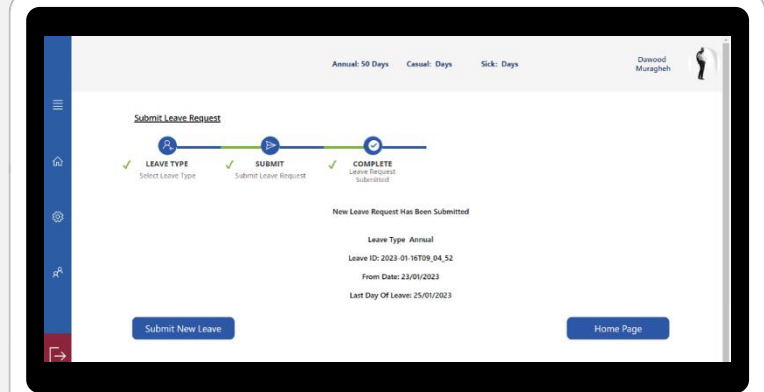 Annual: 50 Days Casual: Days Sick: Days
Dawood
Muragheh
Submit Leave Request
LEAVE TYPE
Select Leave Type
SUBMIT
Submit Leave Request
COMPLETE
Leave Request
Submitted
New Leave Request Has Been Submitted
Leave Type Annual
Leave ID: 2023-01-16T09_04_52
From Date: 23/01/2023
Last Day Of Leave: 25/01/2023
Submit New Leave
Home Page